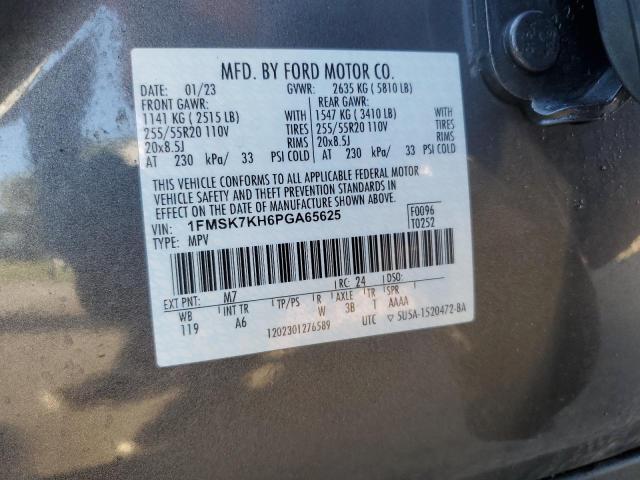 MFD. BY FORD MOTOR CO.
DATE: 01/23 GVWR: 2635 KG ( 5810 LB)
FRONT GAWR: REAR GAWR:
1141 KG ( 2515 LB) WITH 1547 KG ( 3410 LB) WITH
255/55R20 110V TIRES 255/55R20 110V TIRES
20x8.5J RIMS 20x8.5J RIMS
AT 230 kPa/ 33 PSI COLD AT 230 kPa/ 33 PSI COLD
THIS VEHICLE CONFORMS TO ALL APPLICABLE FEDERAL MOTOR
VEHICLE SAFETY AND THEFT PREVENTION STANDARDS IN
EFFECT ON THE DATE OF MANUFACTURE SHOWN ABOVE.
VIN: 1FMSK7KH6PGA65625 F0096
TYPE: MPV T0252
EXT PNT: M7 RC: 24 DSO:
WB INT TR TP/PS R AXLE TR SPR
119 A6 W 3B T AAAA
1202301276589 UTC ▽ 5U5A-1520472-BA